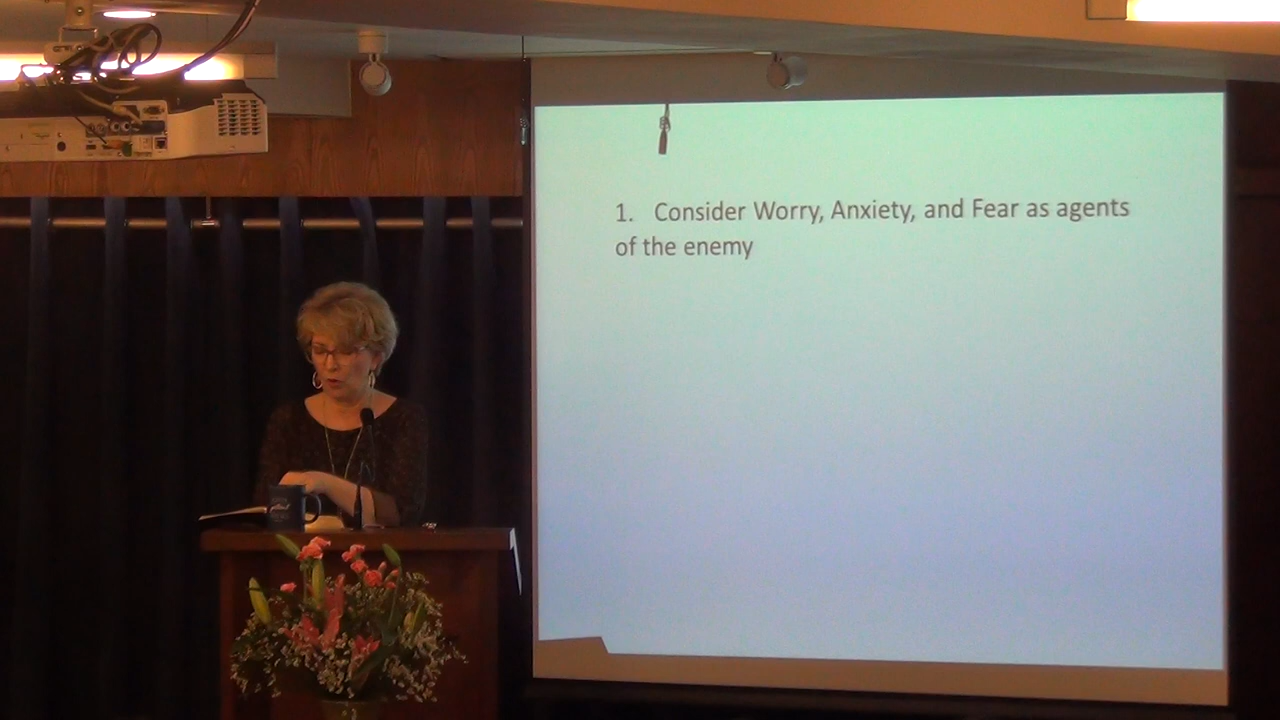 1. Consider Worry, Anxiety, and Fear as agents
of the enemy